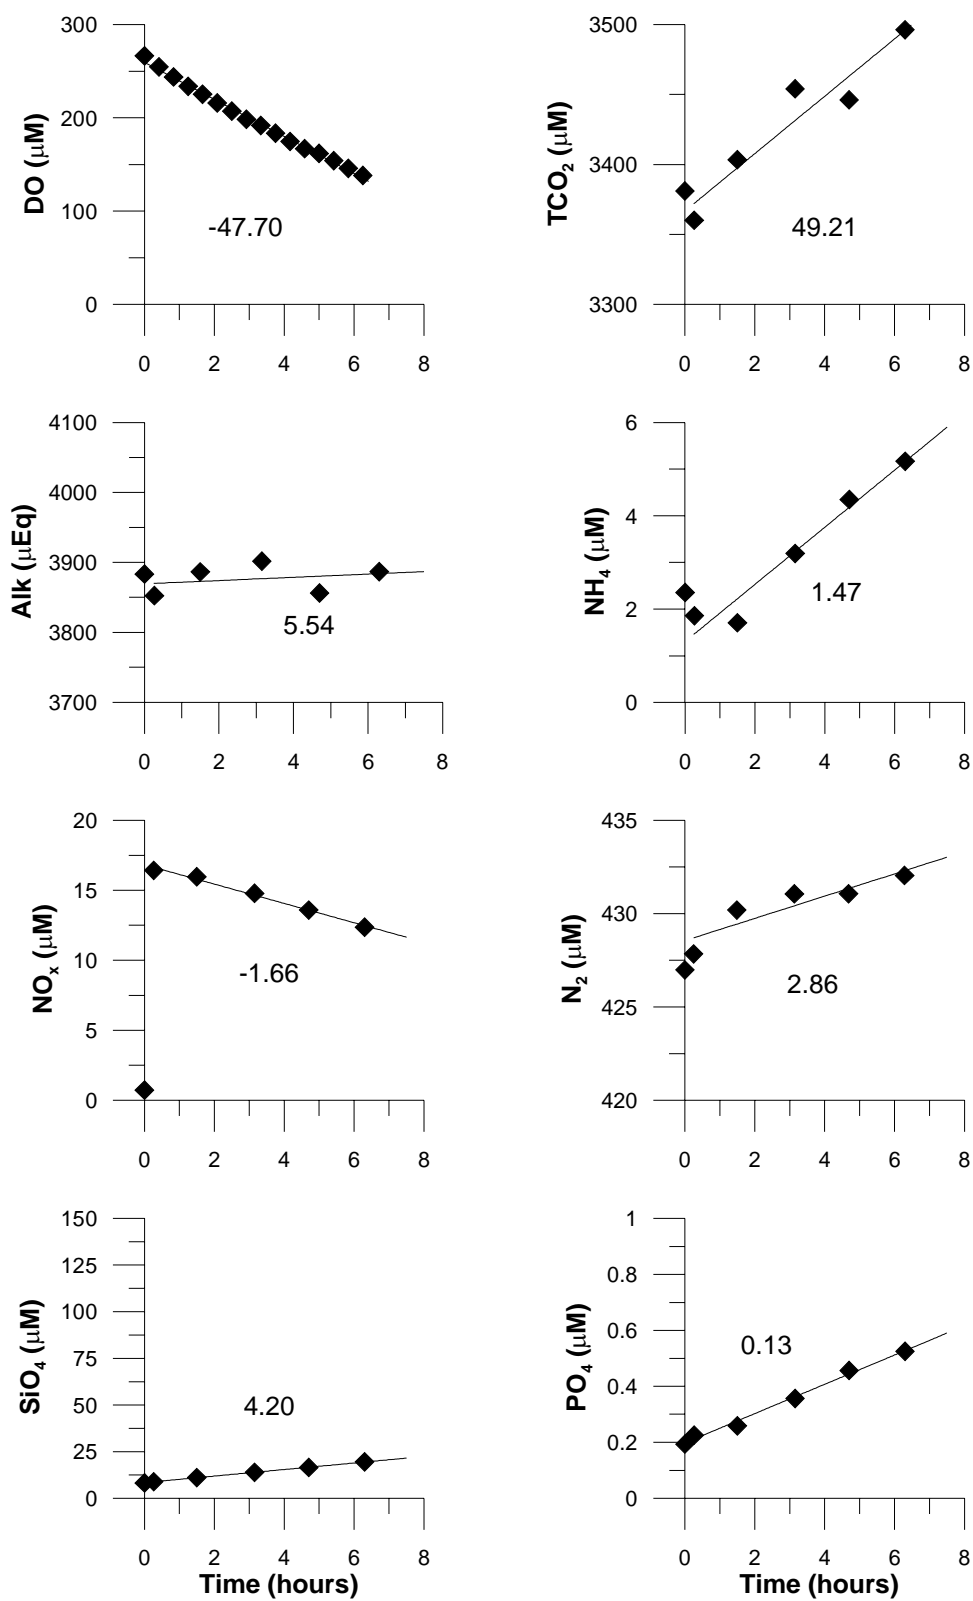 300
200
100
0
DO (μM)
-47.70
0 2 4 6 8
3500
3400
3300
TCO2 (μM)
49.21
0 2 4 6 8
4100
4000
3900
3800
3700
Alk (μEq)
5.54
0 2 4 6 8
6
4
2
0
NH4 (μM)
1.47
0 2 4 6 8
20
15
10
5
0
NOx (μM)
-1.66
0 2 4 6 8
435
430
425
420
N2 (μM)
2.86
0 2 4 6 8
150
125
100
75
50
25
0
SiO4 (μM)
4.20
0 2 4 6 8
Time (hours)
1
0.8
0.6
0.4
0.2
0
PO4 (μM)
0.13
0 2 4 6 8
Time (hours)